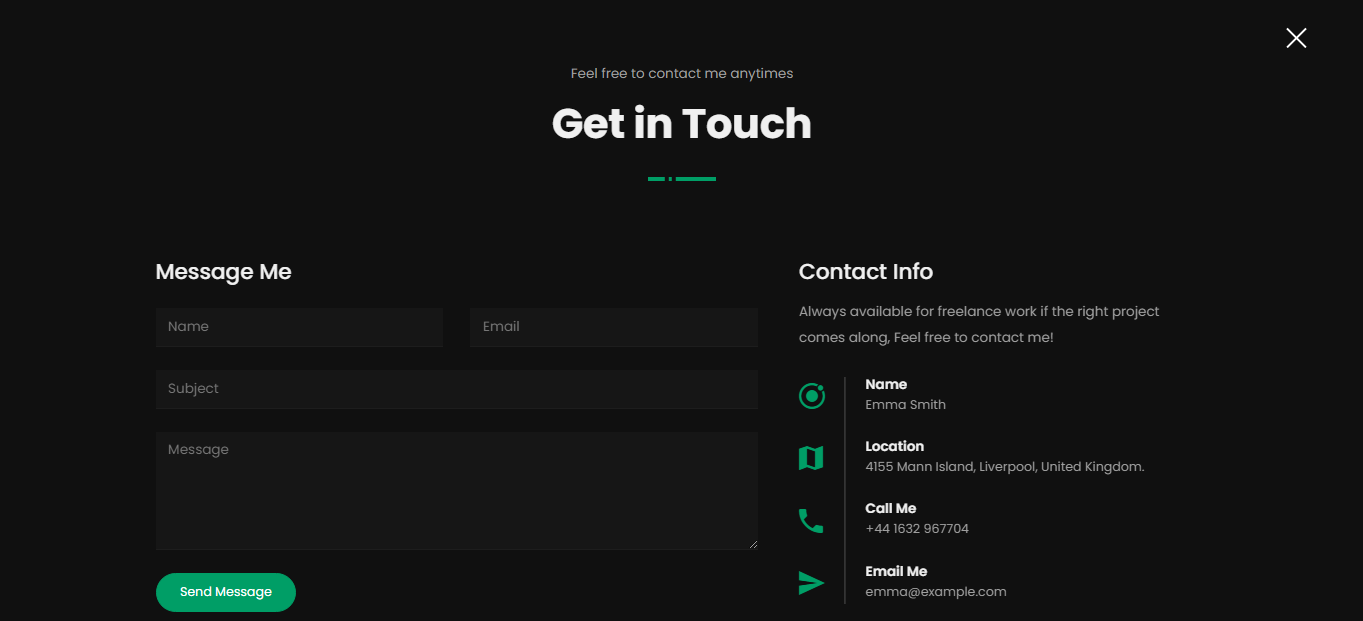 Feel free to contact me anytimes
Get in Touch
Message Me
Name
Email
Subject
Message
Send Message
Contact Info
Always available for freelance work if the right project
comes along, Feel free to contact me!
Name
Emma Smith
Location
4155 Mann Island, Liverpool, United Kingdom.
Call Me
+44 1632 967704
Email Me
emma@example.com